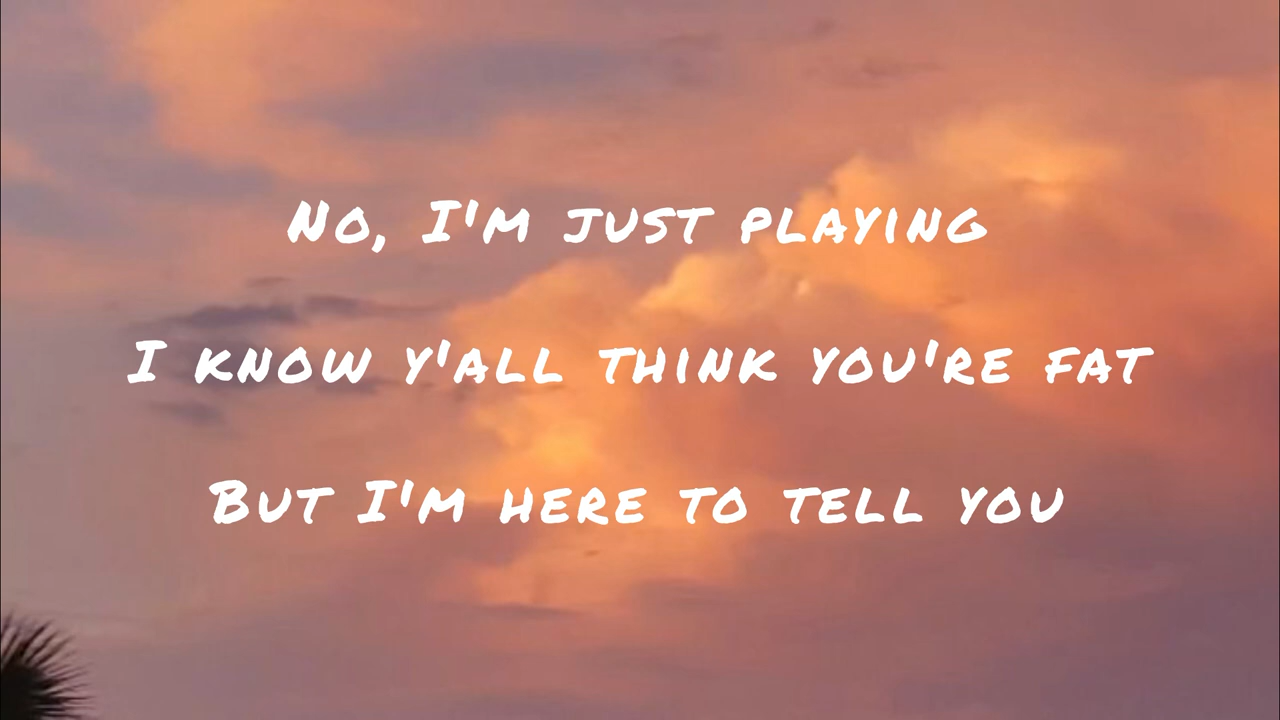 No, I'm just playing
I know y'all think you're fat
But I'm here to tell you